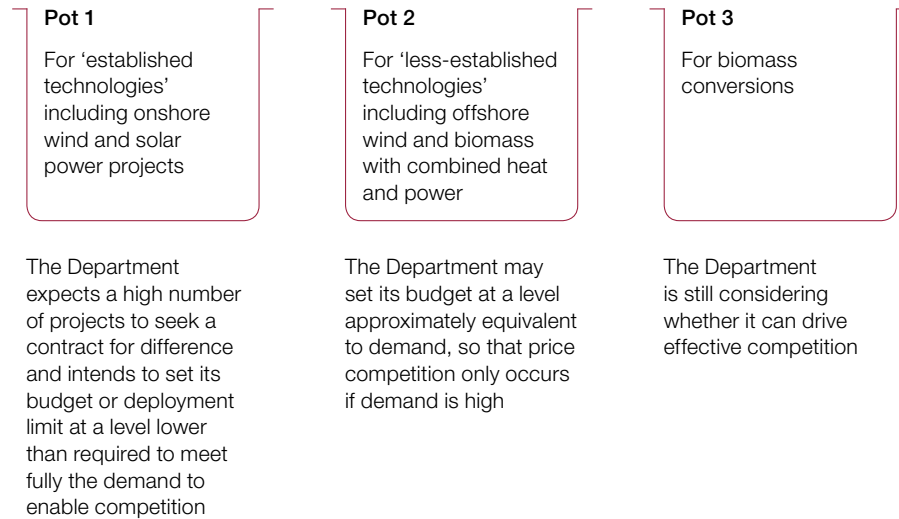 Pot 1
For ‘established
technologies’
including onshore
wind and solar
power projects
The Department
expects a high number
of projects to seek a
contract for difference
and intends to set its
budget or deployment
limit at a level lower
than required to meet
fully the demand to
enable competition
Pot 2
For ‘less-established
technologies’
including offshore
wind and biomass
with combined heat
and power
The Department may
set its budget at a level
approximately equivalent
to demand, so that price
competition only occurs
if demand is high
Pot 3
For biomass
conversions
The Department
is still considering
whether it can drive
effective competition